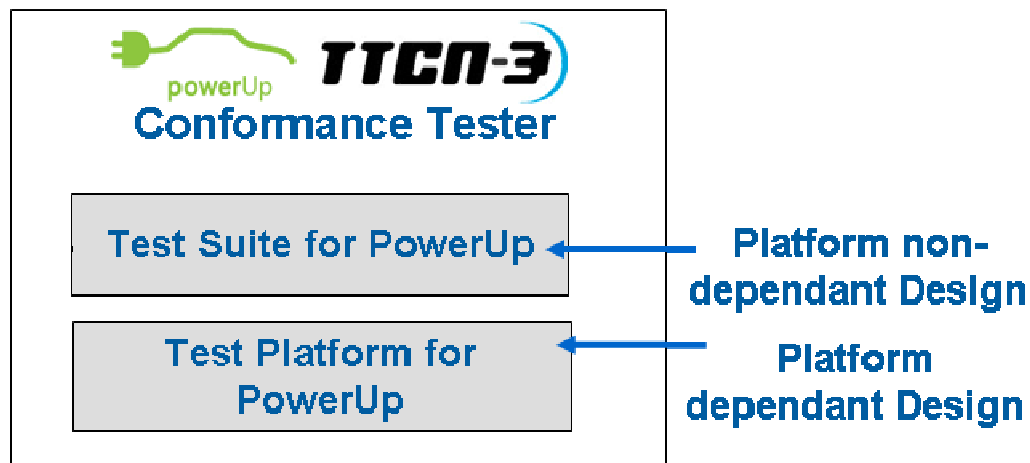 powerUp
TTCN-3
Conformance Tester
Test Suite for PowerUp
Platform non-
dependant Design
Test Platform for
PowerUp
Platform
dependant Design